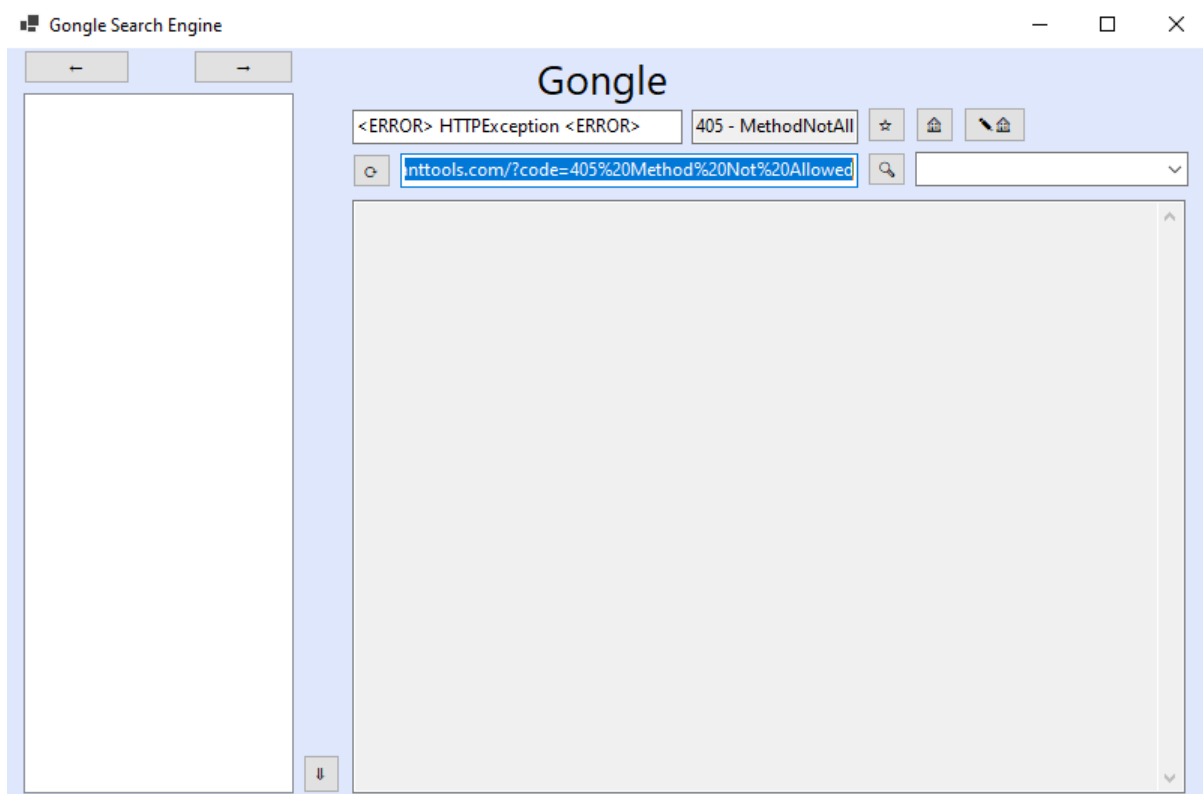 Gongle Search Engine
← →
Gongle
<ERROR> HTTPException <ERROR> 405 - MethodNotAll
nttools.com/?code=405%20Method%20Not%20Allowed